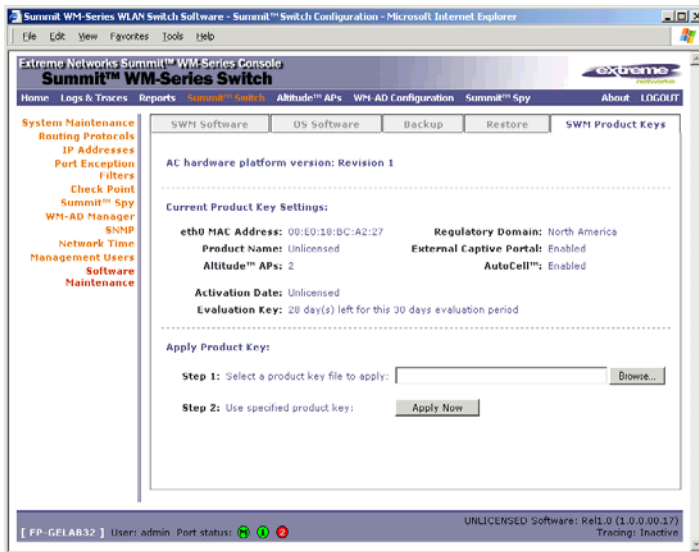 Summit WM-Series WLAN Switch Software - Summit™ Switch Configuration - Microsoft Internet Explorer
File Edit View Favorites Tools Help
Extreme Networks Summit™ WM-Series Console
Summit™ WM-Series Switch
extreme
networks
Home Logs & Traces Reports Summit™ Switch Altitude™ APs WM-AD Configuration Summit™ Spy About LOGOUT
System Maintenance
Routing Protocols
IP Addresses
Port Exception
Filters
Check Point
Summit™ Spy
WM-AD Manager
SNMP
Network Time
Management Users
Software
Maintenance
SWM Software OS Software Backup Restore SWM Product Keys
AC hardware platform version: Revision 1
Current Product Key Settings:
eth0 MAC Address: 00:E0:18:BC:A2:27 Regulatory Domain: North America
Product Name: Unlicensed External Captive Portal: Enabled
Altitude™ APs: 2 AutoCell™: Enabled
Activation Date: Unlicensed
Evaluation Key: 28 day(s) left for this 30 days evaluation period
Apply Product Key:
Step 1: Select a product key file to apply: Browse...
Step 2: Use specified product key: Apply Now
[ FP-GELAB32 ] User: admin Port status: M 1 2
UNLICENSED Software: Rel1.0 (1.0.0.00.17)
Tracing: Inactive